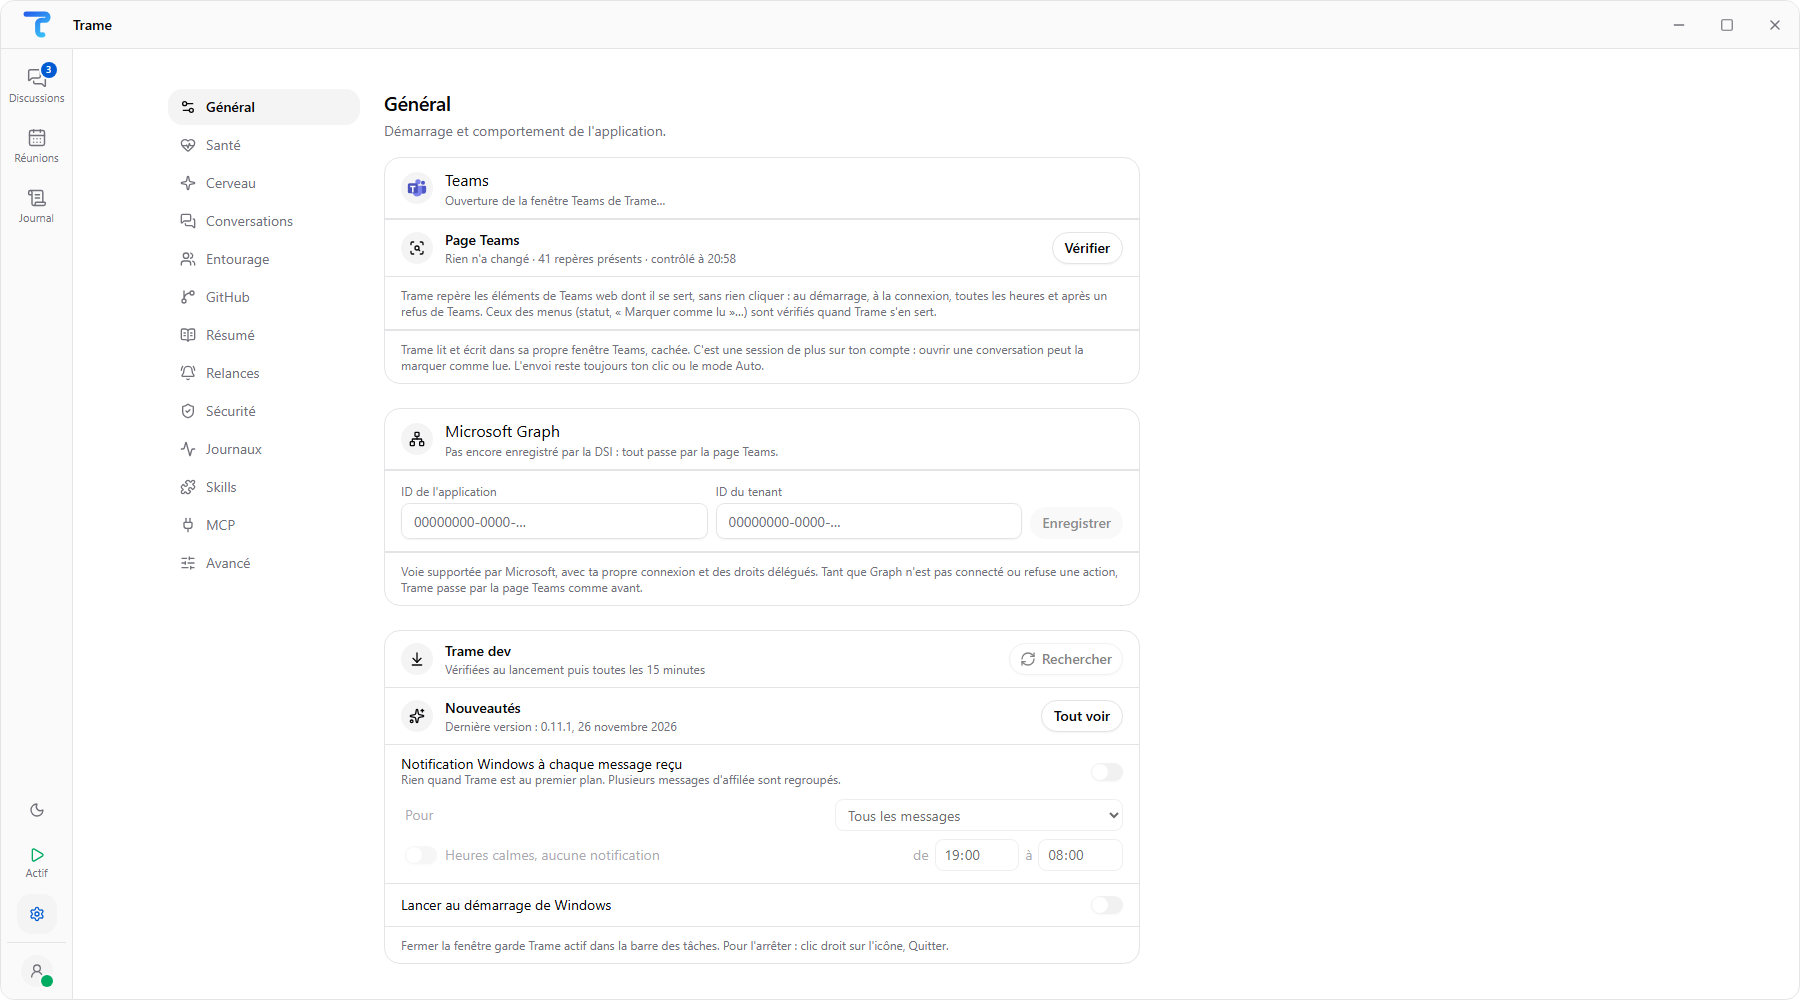 Trame
3
Discussions
Réunions
Journal
Actif
Général
Santé
Cerveau
Conversations
Entourage
GitHub
Résumé
Relances
Sécurité
Journaux
Skills
MCP
Avancé
Général
Démarrage et comportement de l'application.
Teams
Ouverture de la fenêtre Teams de Trame...
Page Teams
Rien n'a changé · 41 repères présents · contrôlé à 20:58
Vérifier
Trame repère les éléments de Teams web dont il se sert, sans rien cliquer : au démarrage, à la connexion, toutes les heures et après un
refus de Teams. Ceux des menus (statut, « Marquer comme lu »...) sont vérifiés quand Trame s'en sert.
Trame lit et écrit dans sa propre fenêtre Teams, cachée. C'est une session de plus sur ton compte : ouvrir une conversation peut la
marquer comme lue. L'envoi reste toujours ton clic ou le mode Auto.
Microsoft Graph
Pas encore enregistré par la DSI : tout passe par la page Teams.
ID de l'application
ID du tenant
00000000-0000-...
00000000-0000-...
Enregistrer
Voie supportée par Microsoft, avec ta propre connexion et des droits délégués. Tant que Graph n'est pas connecté ou refuse une action,
Trame passe par la page Teams comme avant.
Trame dev
Vérifiées au lancement puis toutes les 15 minutes
Rechercher
Nouveautés
Dernière version : 0.11.1, 26 novembre 2026
Tout voir
Notification Windows à chaque message reçu
Rien quand Trame est au premier plan. Plusieurs messages d'affilée sont regroupés.
Pour
Tous les messages
Heures calmes, aucune notification
de 19:00 à 08:00
Lancer au démarrage de Windows
Fermer la fenêtre garde Trame actif dans la barre des tâches. Pour l'arrêter : clic droit sur l'icône, Quitter.